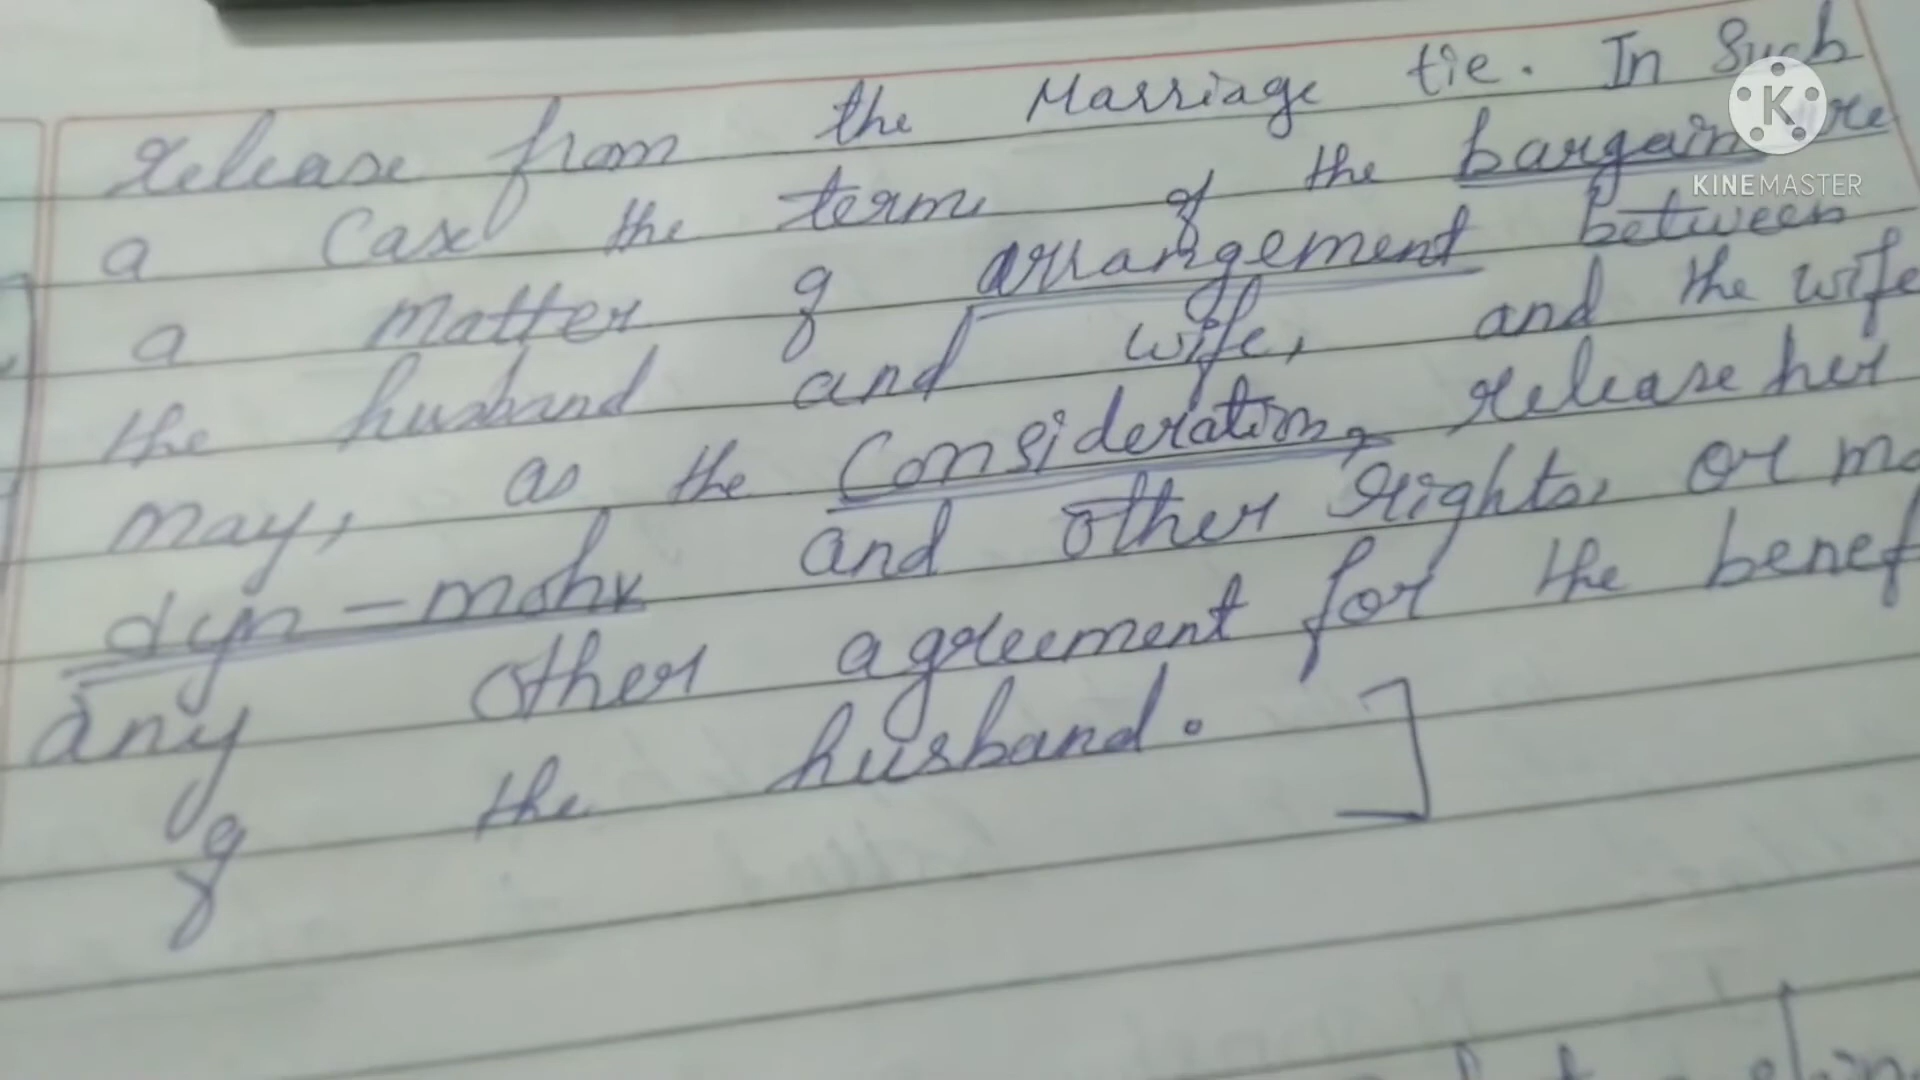 release from the Marriage tie. In Such
a Case the terms of the bargain are
a matter of arrangement between
the husband and wife, and the wife
may, as the Consideration, release her
dyn-mohr and other rights, or
any other agreement for the benef
of the husband.
KINEMASTER